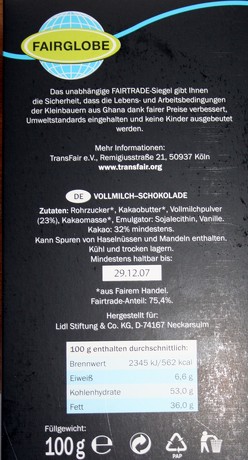 FAIRGLOBE
Das unabhängige FAIRTRADE-Siegel gibt Ihnen
die Sicherheit, dass die Lebens- und Arbeitsbedingungen
der Kleinbauern aus Ghana dank fairer Preise verbessert,
Umweltstandards eingehalten und keine Kinder ausgebeutet
werden.
Mehr Informationen:
TransFair e.V., Remigiusstraße 21, 50937 Köln
www.transfair.org
DE VOLLMILCH-SCHOKOLADE
Zutaten: Rohrzucker*, Kakaobutter*, Vollmilchpulver
(23%), Kakaomasse*, Emulgator: Sojalecithin, Vanille.
Kakao: 32% mindestens.
Kann Spuren von Haselnüssen und Mandeln enthalten.
Kühl und trocken lagern.
Mindestens haltbar bis:
29.12.07
*aus Fairem Handel.
Fairtrade-Anteil: 75,4%.
Hergestellt für:
Lidl Stiftung & Co. KG, D-74167 Neckarsulm
100 g enthalten durchschnittlich:
Brennwert 2345 kJ/562 kcal
Eiweiß 6,6 g
Kohlenhydrate 53,0 g
Fett 36,0 g
Füllgewicht:
100 g e
PAP